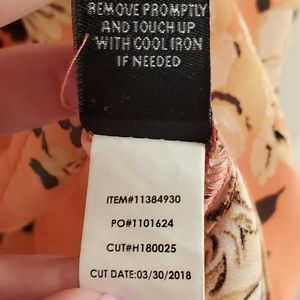 REMOVE PROMPTLY
AND TOUCH UP
WITH COOL IRON
IF NEEDED
ITEM#11384930
PO#1101624
CUT#H180025
CUT DATE:03/30/2018